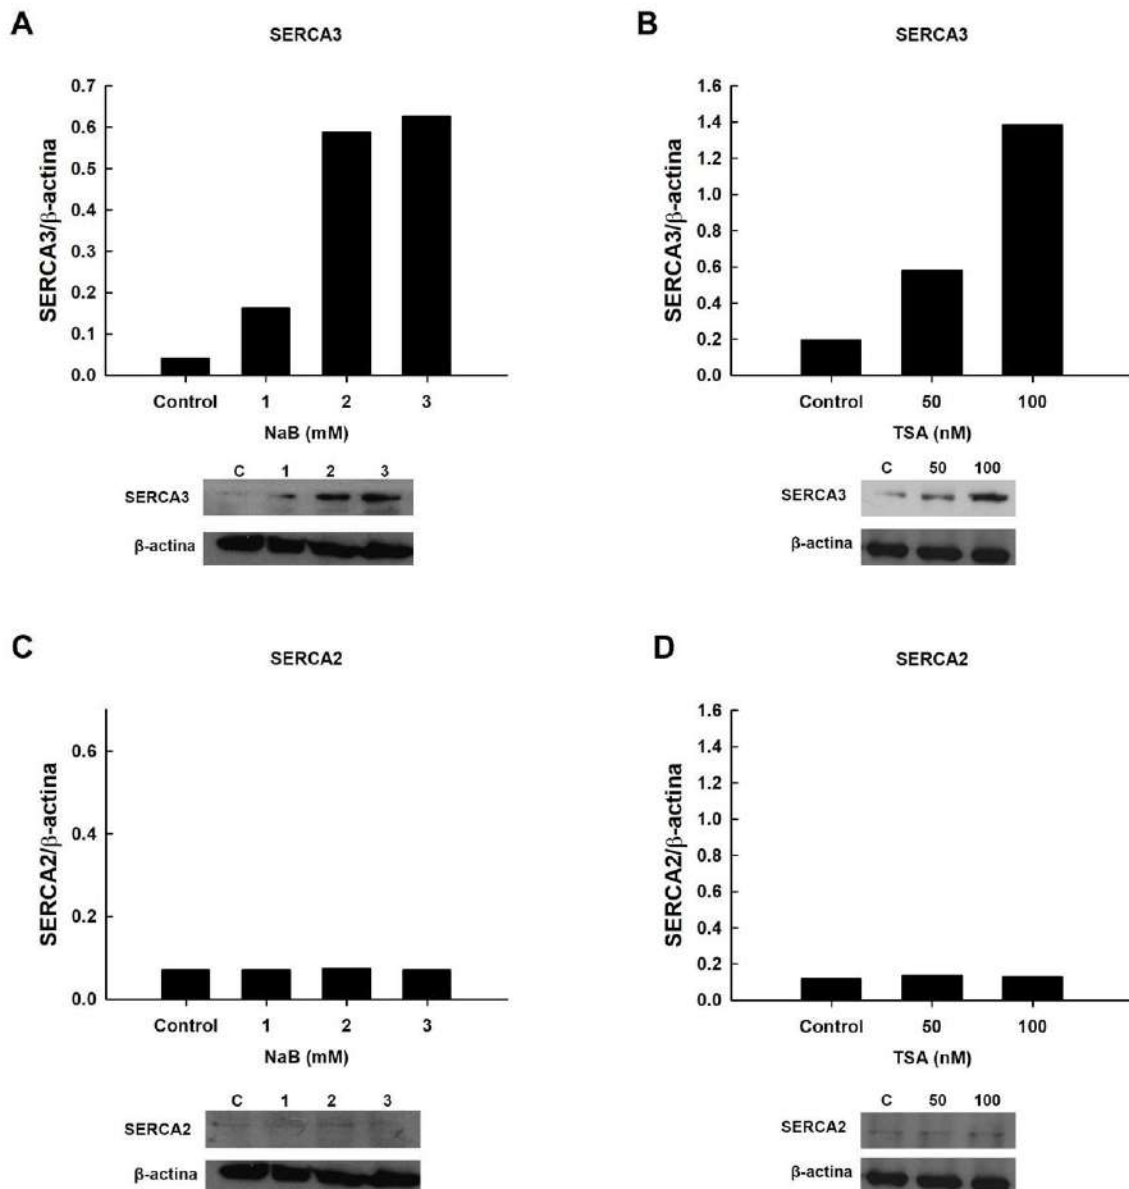 A
SERCA3
SERCA3/β-actina
0.7
0.6
0.5
0.4
0.3
0.2
0.1
0.0
Control 1 2 3
NaB (mM)
C 1 2 3
SERCA3
β-actina
B
SERCA3
SERCA3/β-actina
1.6
1.4
1.2
1.0
0.8
0.6
0.4
0.2
0.0
Control 50 100
TSA (nM)
C 50 100
SERCA3
β-actina
C
SERCA2
SERCA2/β-actina
0.6
0.4
0.2
0.0
Control 1 2 3
NaB (mM)
C 1 2 3
SERCA2
β-actina
D
SERCA2
SERCA2/β-actina
1.6
1.4
1.2
1.0
0.8
0.6
0.4
0.2
0.0
Control 50 100
TSA (nM)
C 50 100
SERCA2
β-actina